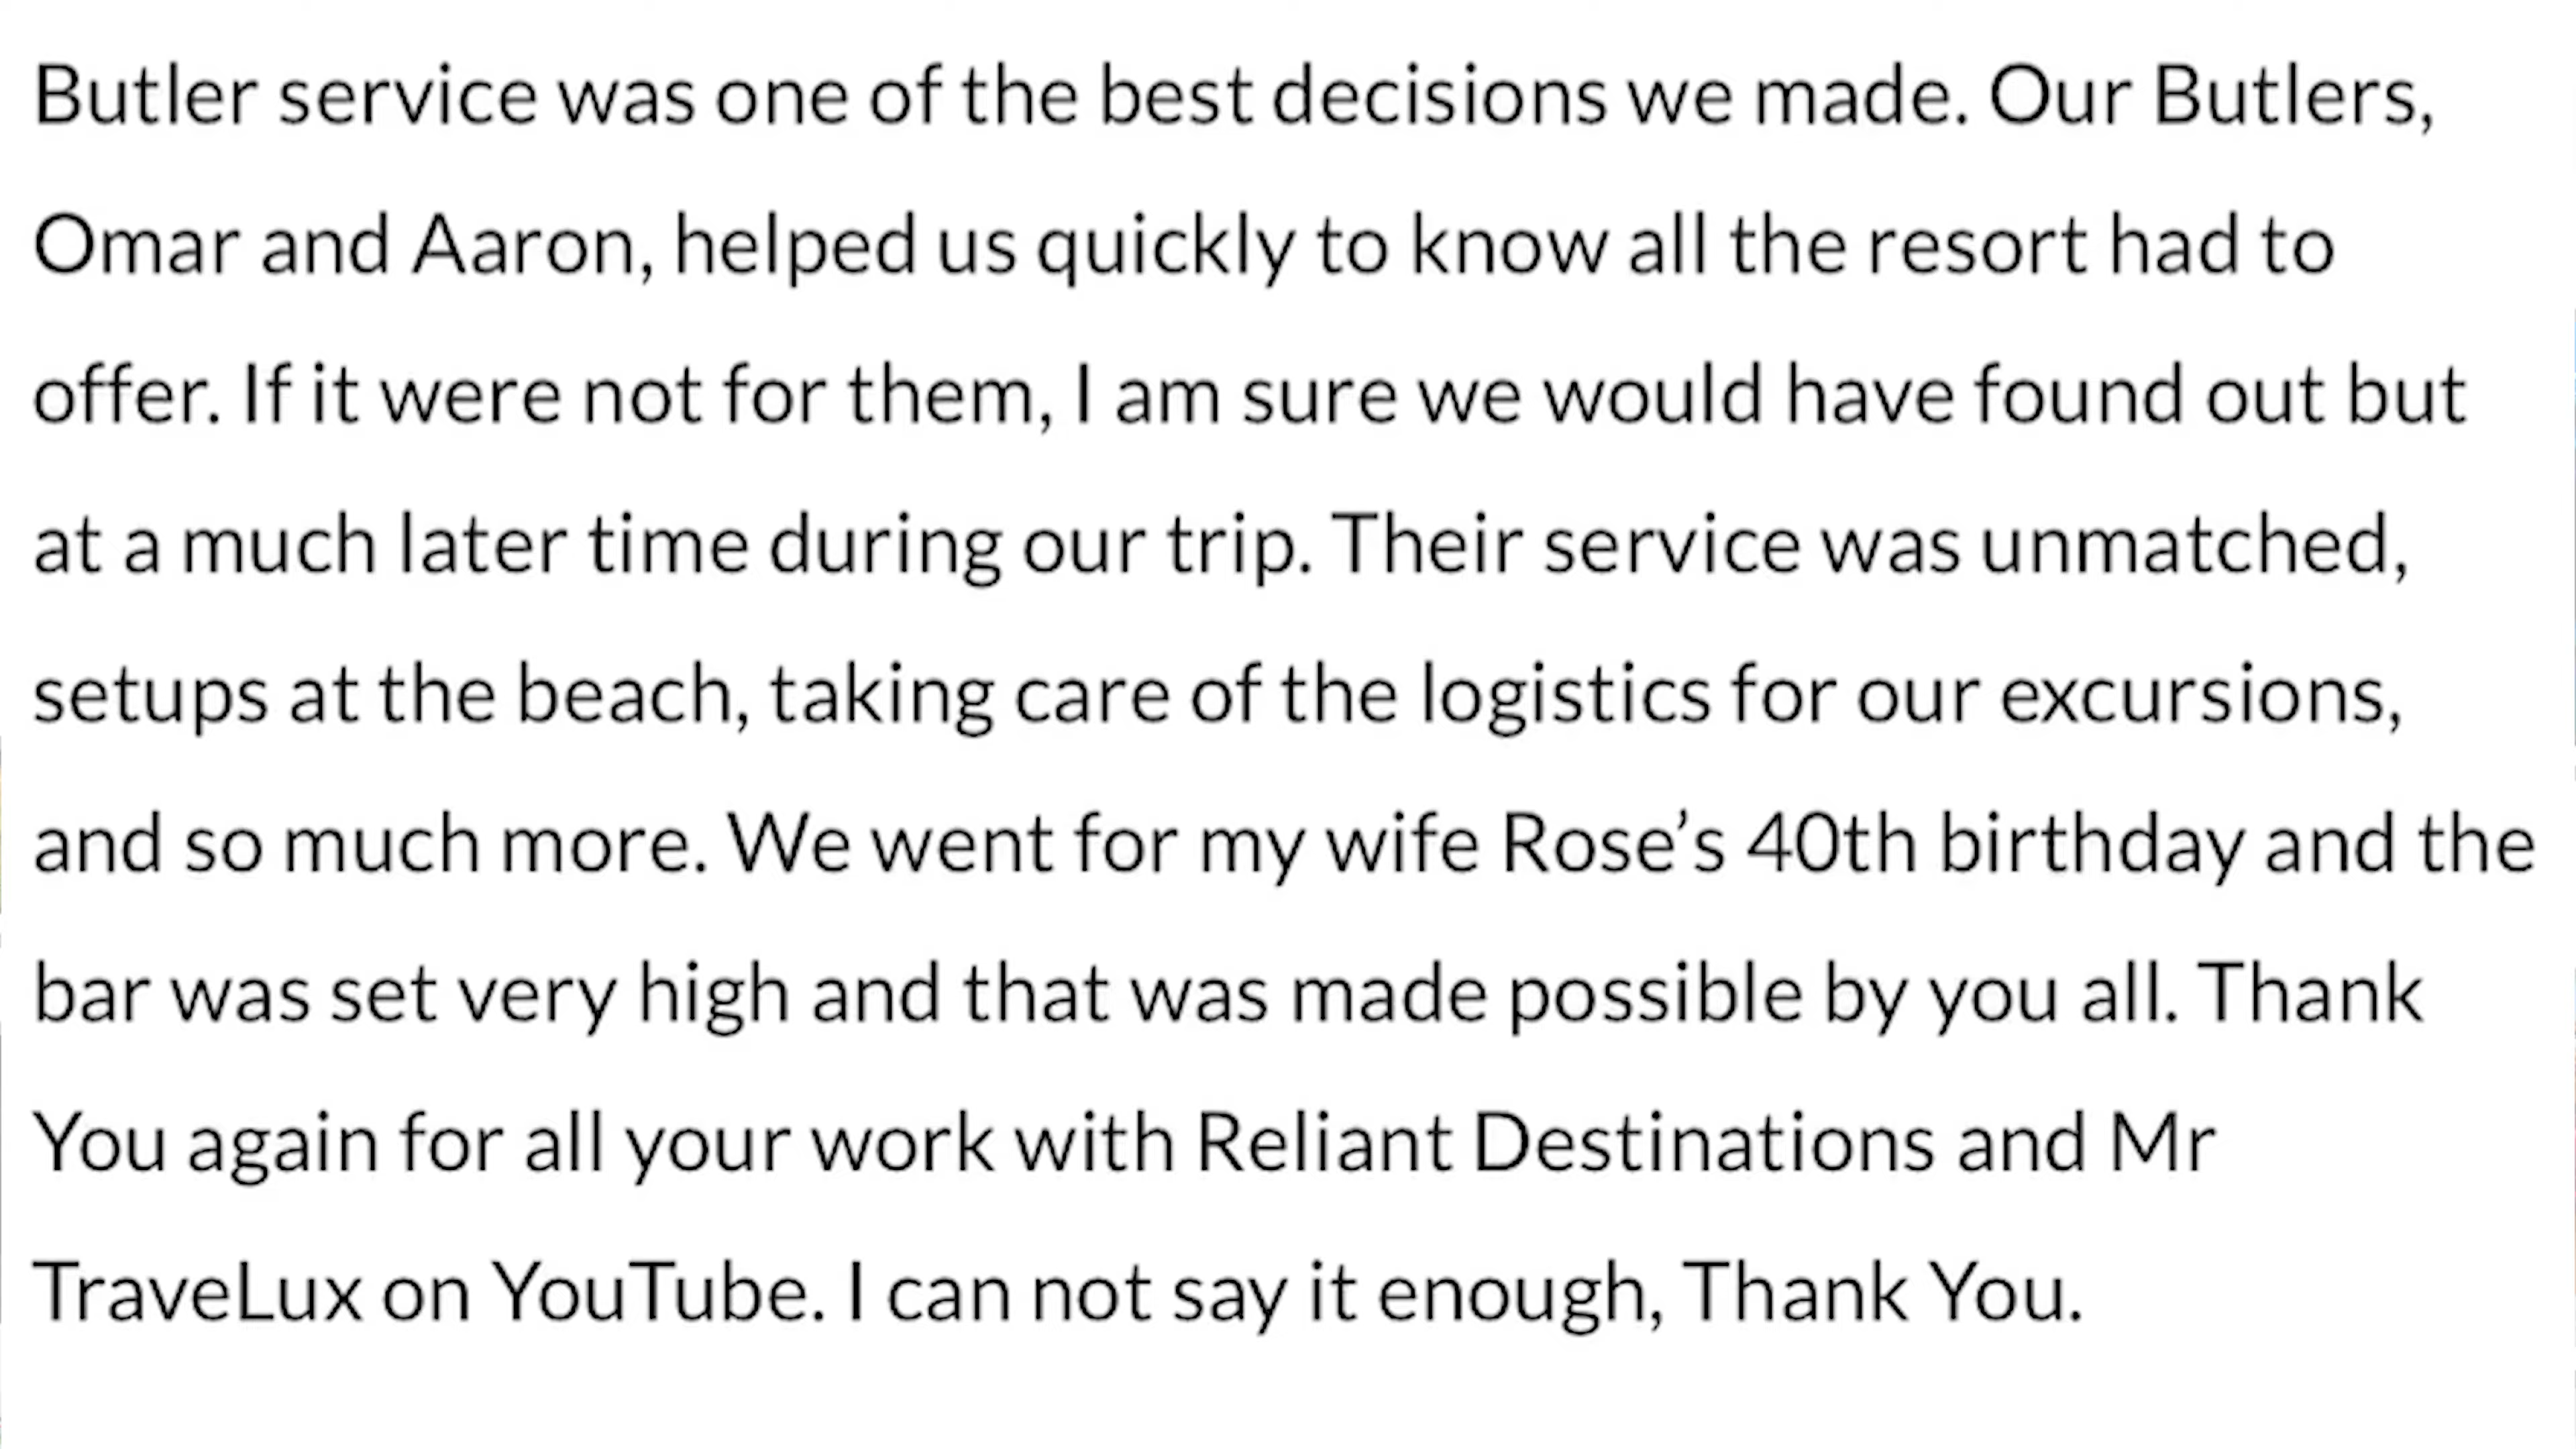 Butler service was one of the best decisions we made. Our Butlers,
Omar and Aaron, helped us quickly to know all the resort had to
offer. If it were not for them, I am sure we would have found out but
at a much later time during our trip. Their service was unmatched,
setups at the beach, taking care of the logistics for our excursions,
and so much more. We went for my wife Rose’s 40th birthday and the
bar was set very high and that was made possible by you all. Thank
You again for all your work with Reliant Destinations and Mr
TraveLux on YouTube. I can not say it enough, Thank You.